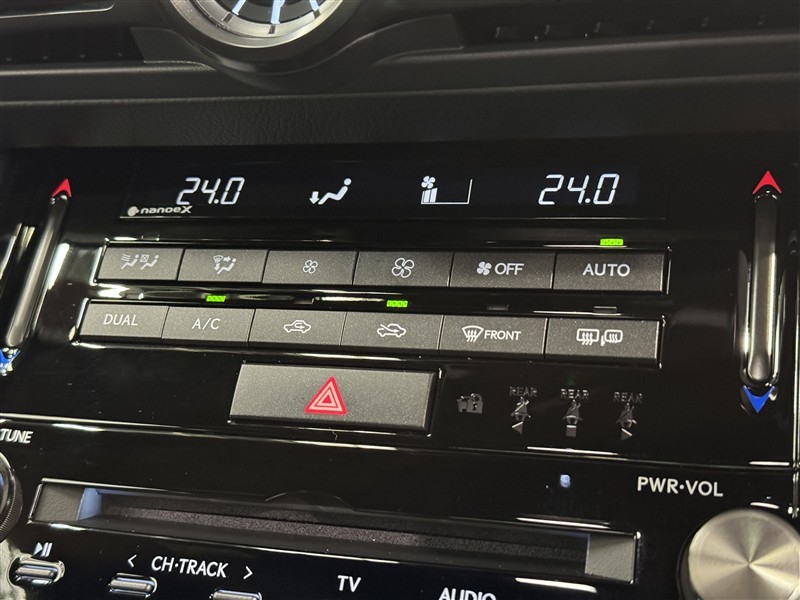 24.0 24.0
nanoeX
OFF AUTO
DUAL A/C FRONT
REAR REAR REAR
TUNE
PWR·VOL
CH·TRACK
TV AUDIO